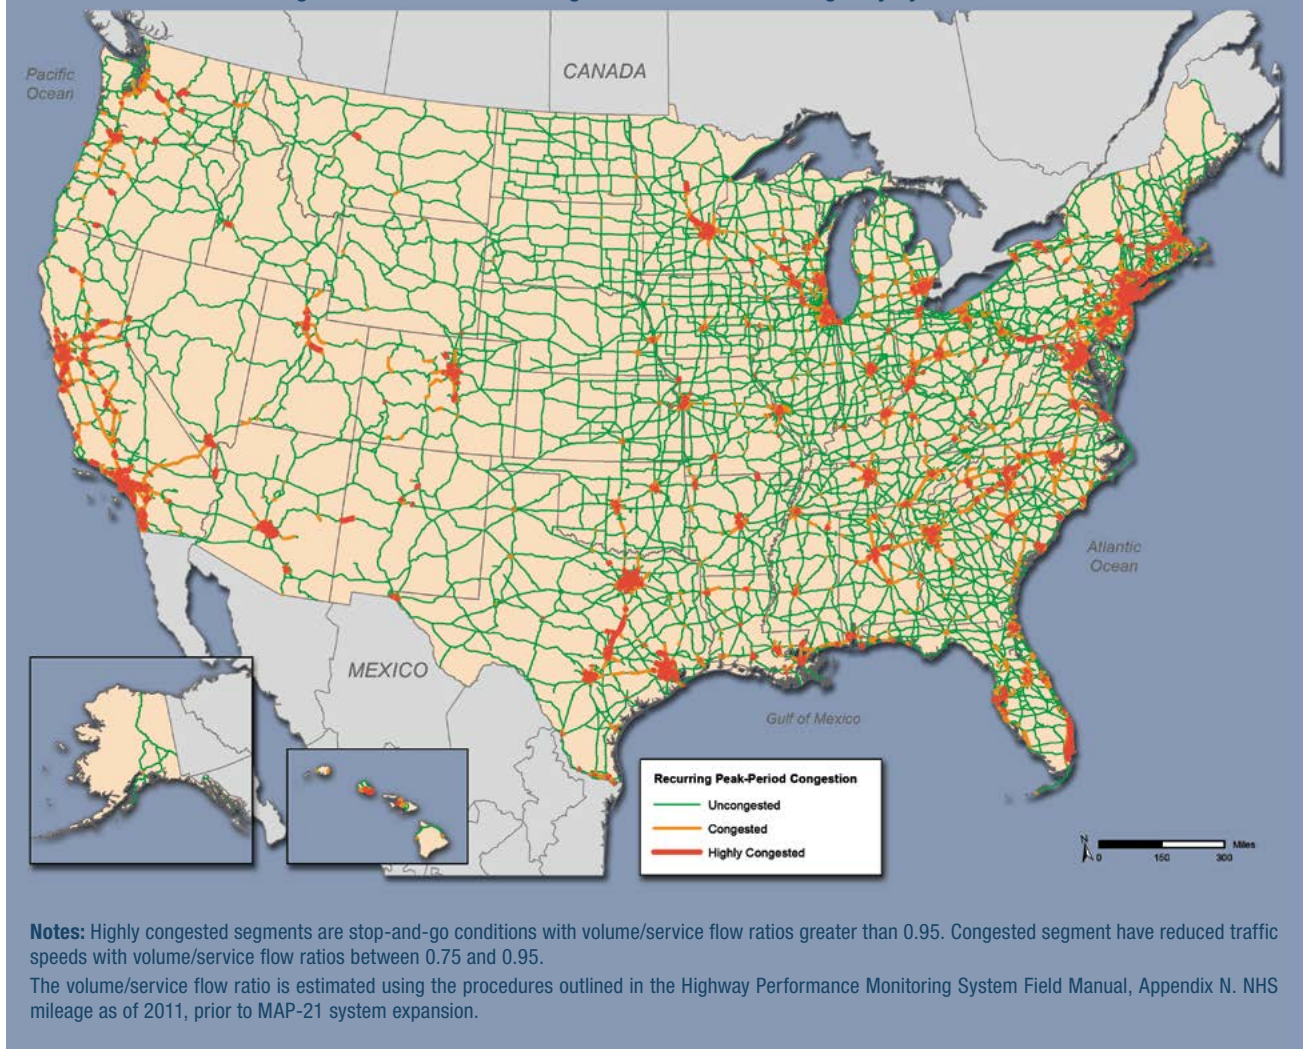 Pacific
Ocean
CANADA
MEXICO
Atlantic
Ocean
Gulf of Mexico
Recurring Peak-Period Congestion
Uncongested
Congested
Highly Congested
N
0 150 300 Miles
Notes: Highly congested segments are stop-and-go conditions with volume/service flow ratios greater than 0.95. Congested segment have reduced traffic
speeds with volume/service flow ratios between 0.75 and 0.95.
The volume/service flow ratio is estimated using the procedures outlined in the Highway Performance Monitoring System Field Manual, Appendix N. NHS
mileage as of 2011, prior to MAP-21 system expansion.